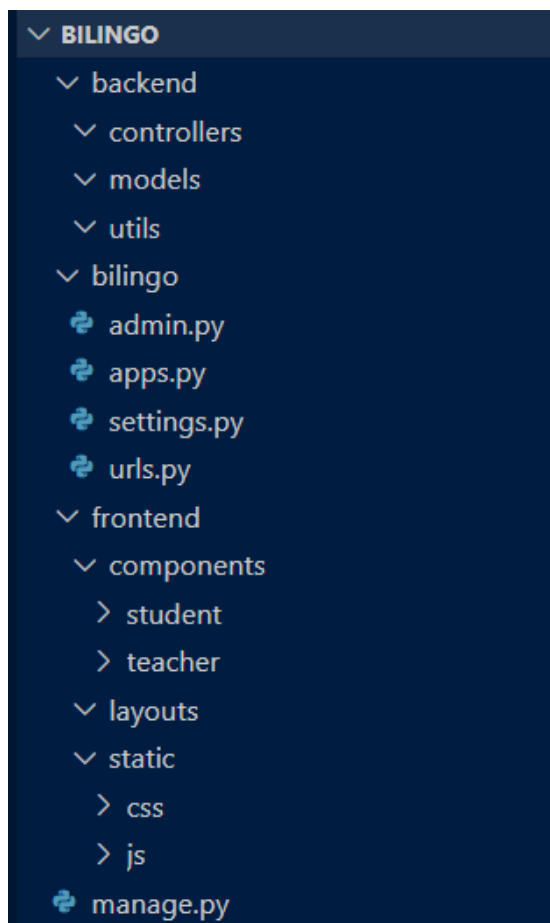 BILINGO
backend
controllers
models
utils
bilingo
admin.py
apps.py
settings.py
urls.py
frontend
components
student
teacher
layouts
static
css
js
manage.py